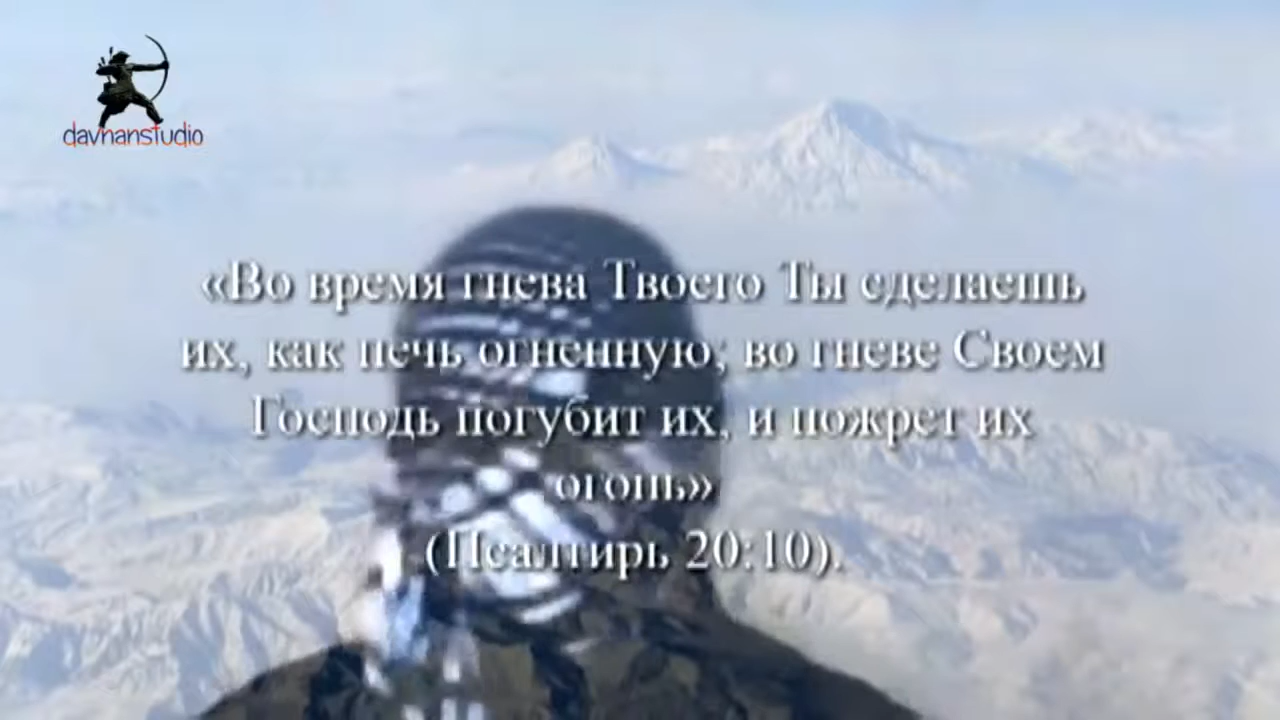 davnanstudio
«Во время гнева Твоего Ты сделаешь
их, как печь огненную; во гневе Своем
Господь погубит их, и пожрет их
огонь»
(Псалтирь 20:10).